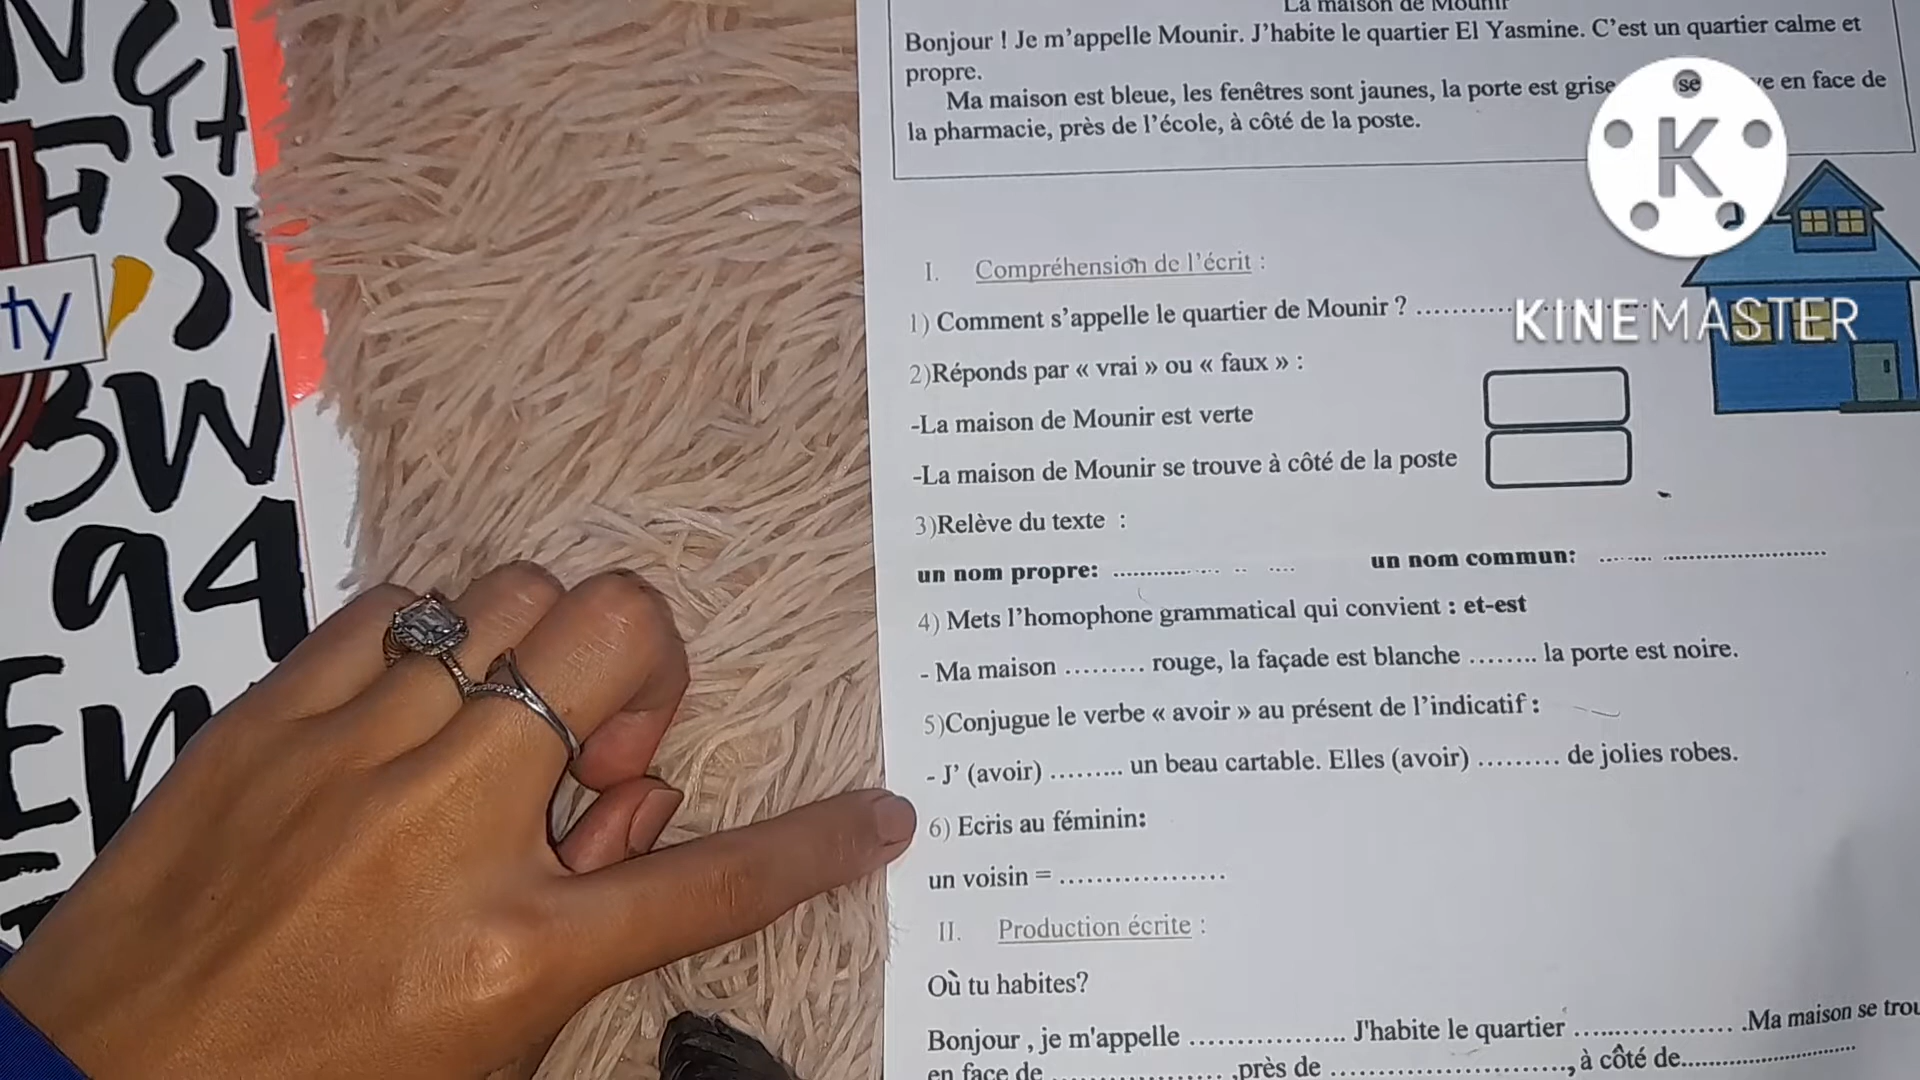 La maison de Mounir
Bonjour ! Je m'appelle Mounir. J'habite le quartier El Yasmine. C'est un quartier calme et
propre.
Ma maison est bleue, les fenêtres sont jaunes, la porte est grise se en face de
la pharmacie, près de l'école, à côté de la poste.
I. Compréhension de l'écrit :
1) Comment s'appelle le quartier de Mounir ? ...........
2)Réponds par « vrai » ou « faux » :
-La maison de Mounir est verte
-La maison de Mounir se trouve à côté de la poste
3)Relève du texte :
un nom propre: .................... un nom commun: ..............................
4) Mets l'homophone grammatical qui convient : et-est
- Ma maison ......... rouge, la façade est blanche ........ la porte est noire.
5)Conjugue le verbe « avoir » au présent de l'indicatif :
- J' (avoir) ......... un beau cartable. Elles (avoir) ......... de jolies robes.
6) Ecris au féminin:
un voisin = ..................
II. Production écrite :
Où tu habites?
Bonjour , je m'appelle ................. J'habite le quartier ................. .Ma maison se trou
en face de .................. ,près de ........................, à côté de..........................
K
KINEMASTER
ty
94